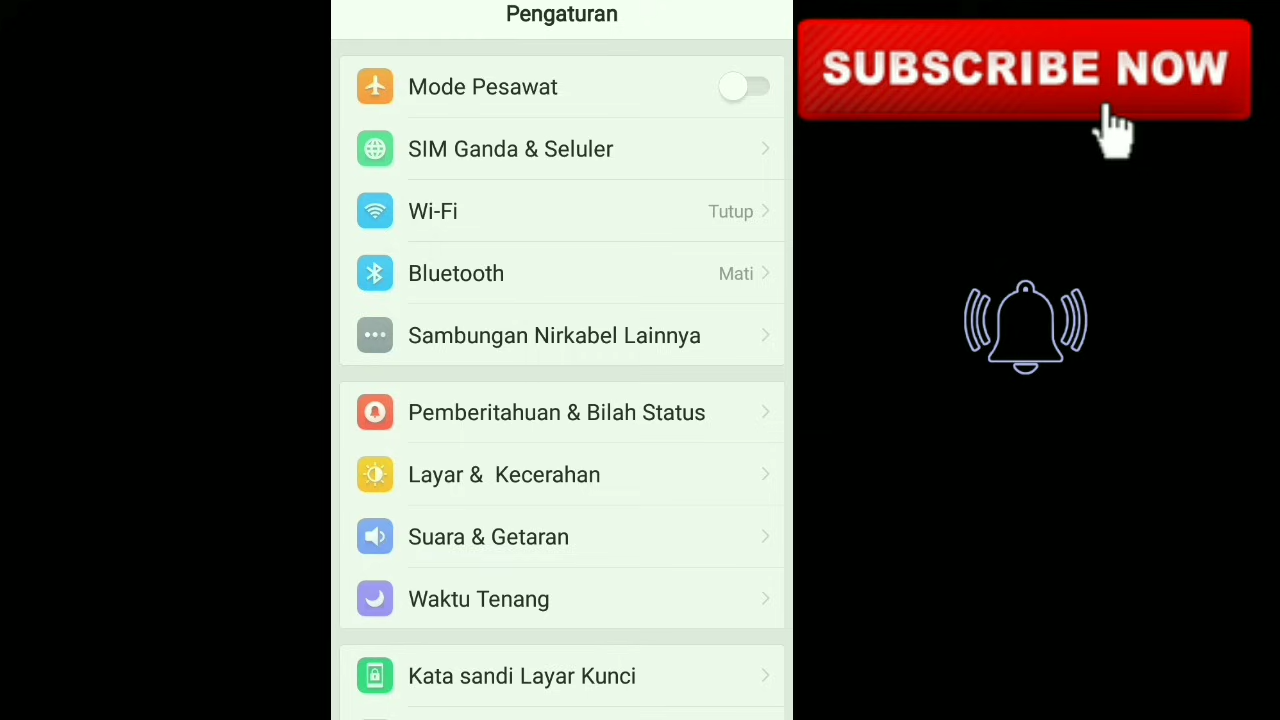 Pengaturan
Mode Pesawat
SIM Ganda & Seluler
Wi-Fi Tutup
Bluetooth Mati
Sambungan Nirkabel Lainnya
Pemberitahuan & Bilah Status
Layar & Kecerahan
Suara & Getaran
Waktu Tenang
Kata sandi Layar Kunci
SUBSCRIBE NOW